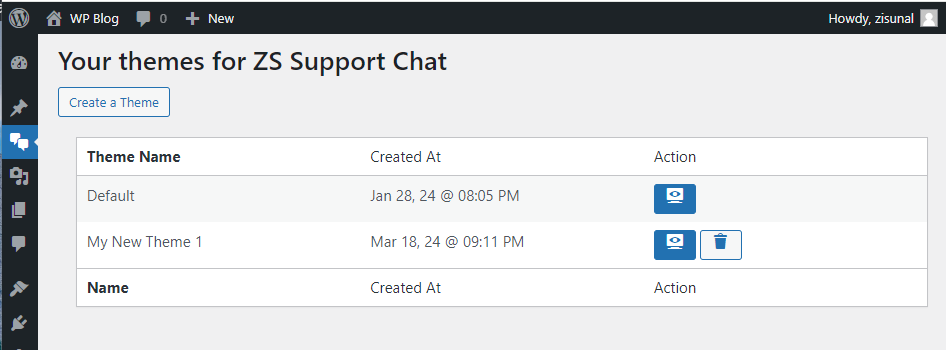 WP Blog 0 New Howdy, zisunal
Your themes for ZS Support Chat
Create a Theme
Theme Name Created At Action
Default Jan 28, 24 @ 08:05 PM
My New Theme 1 Mar 18, 24 @ 09:11 PM
Name Created At Action